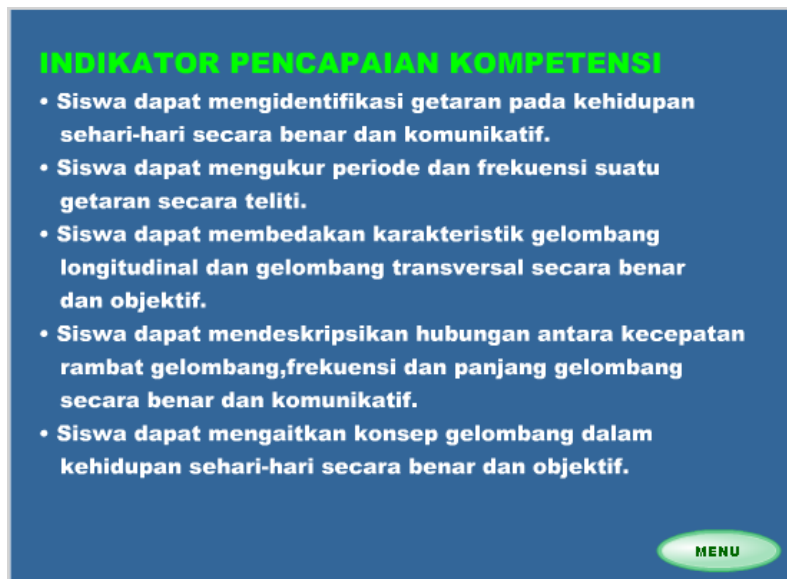 INDIKATOR PENCAPAIAN KOMPETENSI
• Siswa dapat mengidentifikasi getaran pada kehidupan
sehari-hari secara benar dan komunikatif.
• Siswa dapat mengukur periode dan frekuensi suatu
getaran secara teliti.
• Siswa dapat membedakan karakteristik gelombang
longitudinal dan gelombang transversal secara benar
dan objektif.
• Siswa dapat mendeskripsikan hubungan antara kecepatan
rambat gelombang,frekuensi dan panjang gelombang
secara benar dan komunikatif.
• Siswa dapat mengaitkan konsep gelombang dalam
kehidupan sehari-hari secara benar dan objektif.
MENU